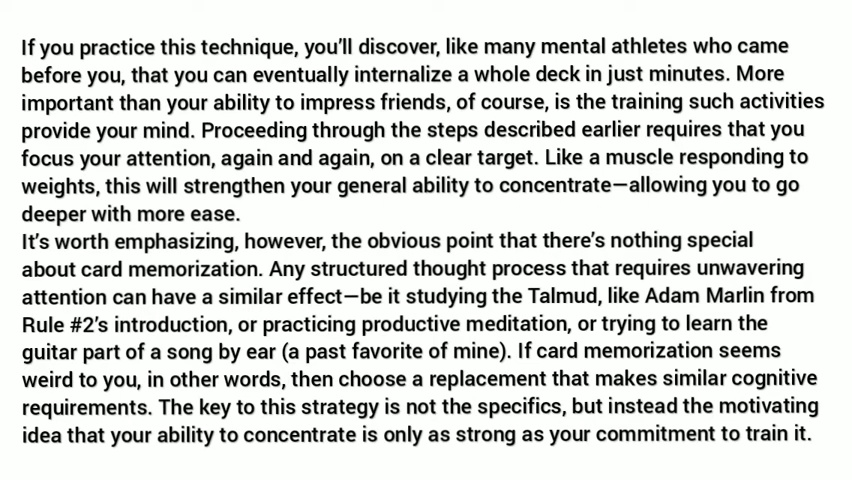 If you practice this technique, you’ll discover, like many mental athletes who came
before you, that you can eventually internalize a whole deck in just minutes. More
important than your ability to impress friends, of course, is the training such activities
provide your mind. Proceeding through the steps described earlier requires that you
focus your attention, again and again, on a clear target. Like a muscle responding to
weights, this will strengthen your general ability to concentrate—allowing you to go
deeper with more ease.
It’s worth emphasizing, however, the obvious point that there’s nothing special
about card memorization. Any structured thought process that requires unwavering
attention can have a similar effect—be it studying the Talmud, like Adam Marlin from
Rule #2’s introduction, or practicing productive meditation, or trying to learn the
guitar part of a song by ear (a past favorite of mine). If card memorization seems
weird to you, in other words, then choose a replacement that makes similar cognitive
requirements. The key to this strategy is not the specifics, but instead the motivating
idea that your ability to concentrate is only as strong as your commitment to train it.